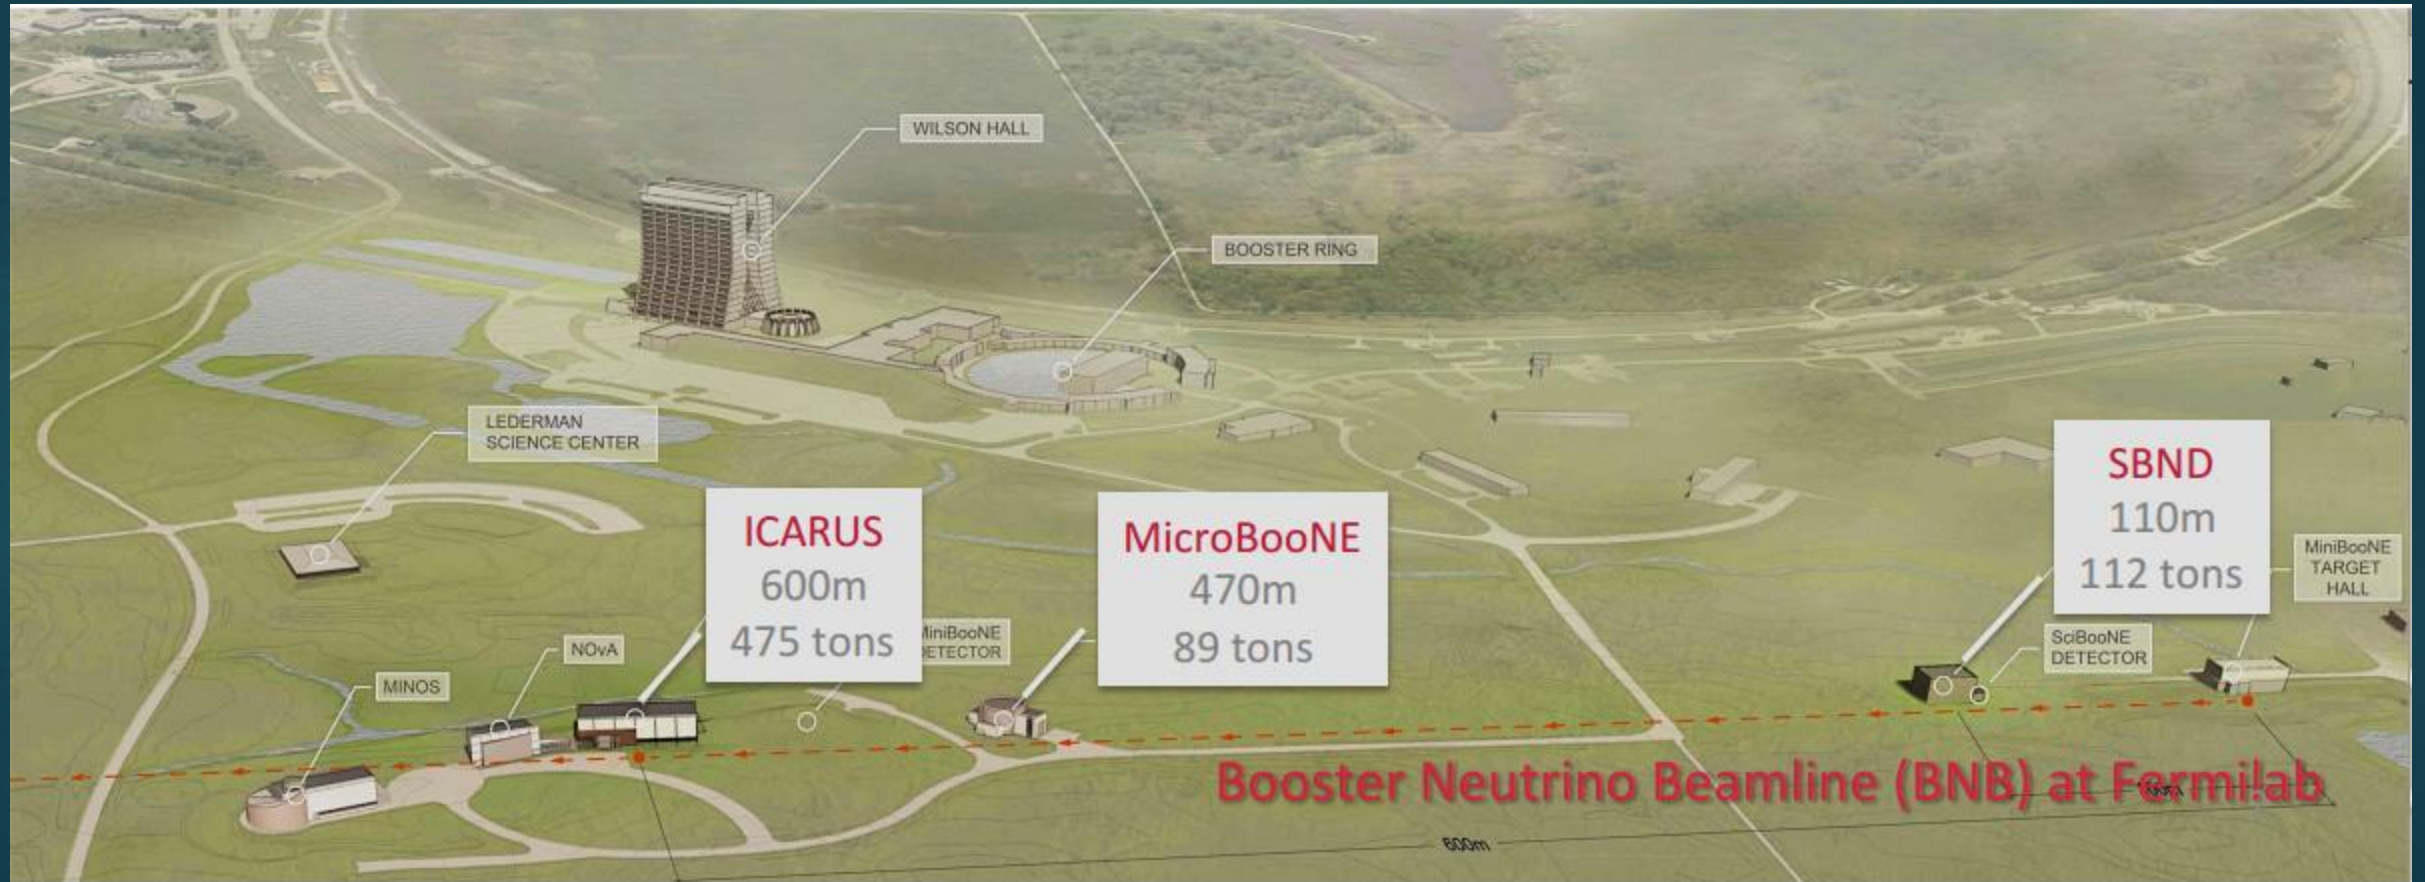 WILSON HALL
BOOSTER RING
LEDERMAN
SCIENCE CENTER
ICARUS
600m
475 tons
MicroBooNE
470m
89 tons
SBND
110m
112 tons
MiniBooNE
TARGET
HALL
SciBooNE
DETECTOR
MiniBooNE
DETECTOR
NOvA
MINOS
Booster Neutrino Beamline (BNB) at Fermilab
600m